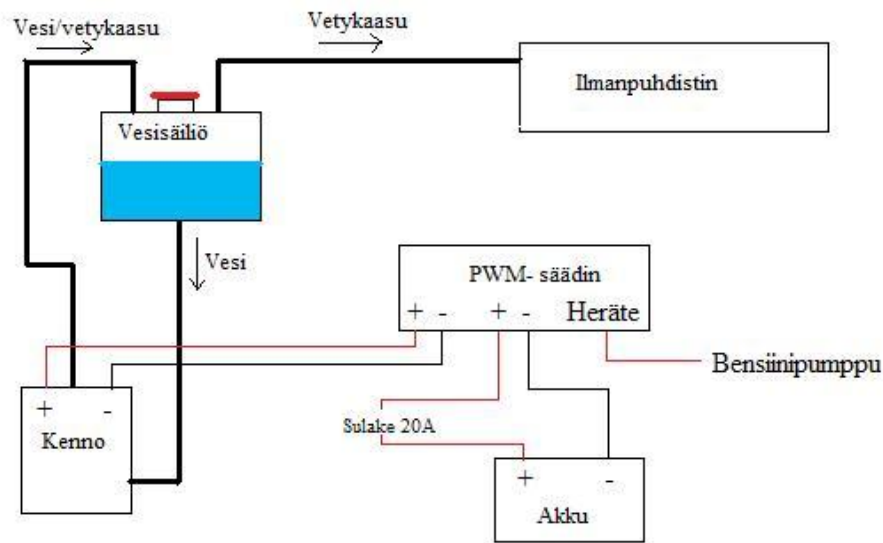 Vesi/vetykaasu
Vetykaasu
Ilmanpuhdistin
Vesisäiliö
Vesi
PWM- säädin
+ - + - Heräte
Bensiinipumppu
+ -
Kenno
Sulake 20A
+ -
Akku